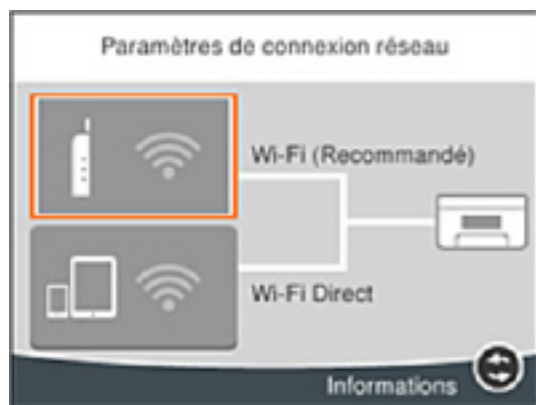 Paramètres de connexion réseau
Wi-Fi (Recommandé)
Wi-Fi Direct
Informations